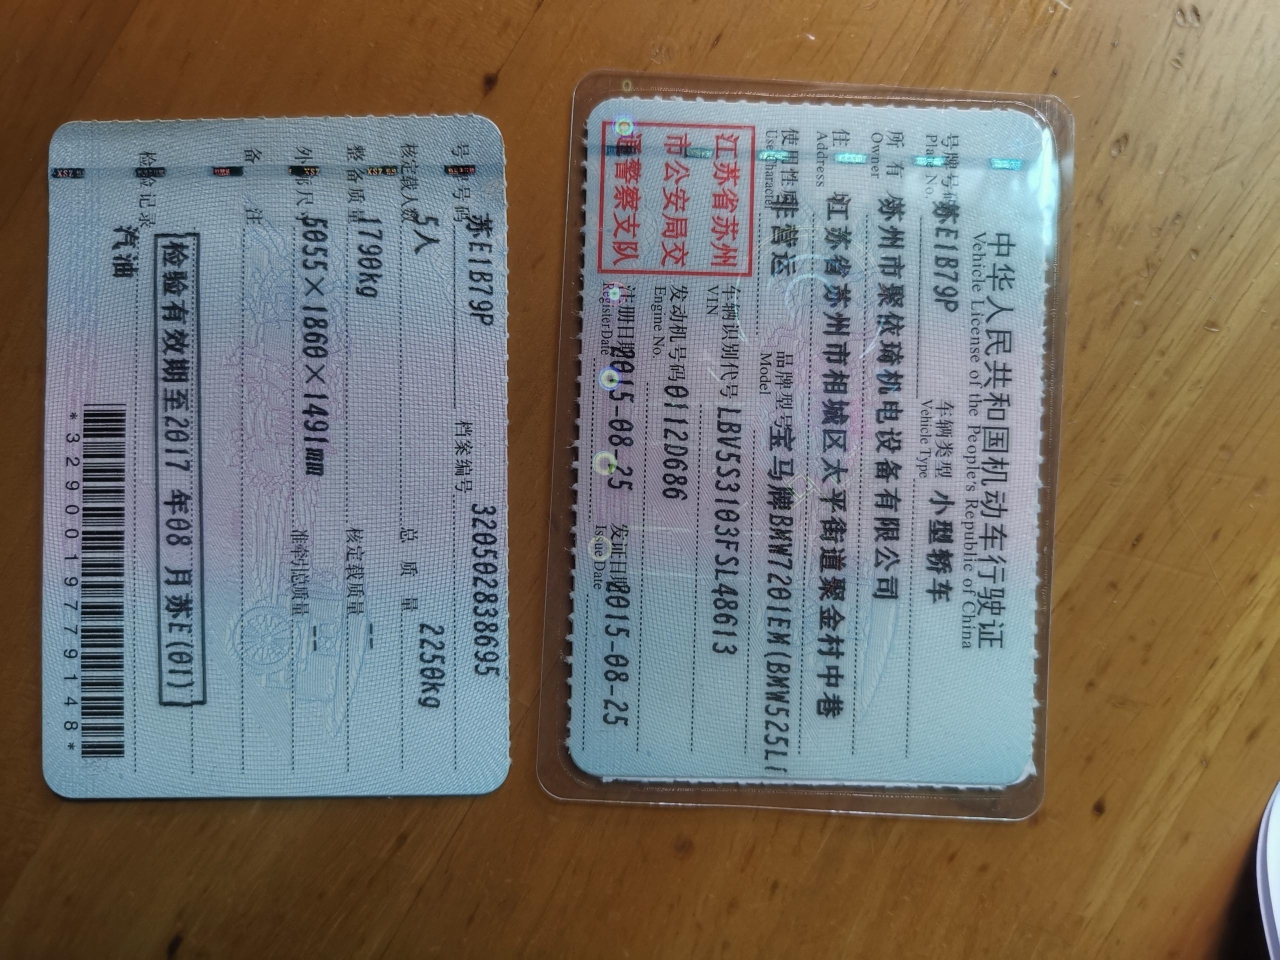 中华人民共和国机动车行驶证
Vehicle License of the People's Republic of China
号牌号码 苏E1B79P 车辆类型 小型轿车
Plate No. Vehicle Type
所有人 苏州市聚依琦机电设备有限公司
Owner
住址 江苏省苏州市相城区太平街道聚金村中巷
Address
使用性质 非营运 品牌型号 宝马牌BMW7201EM(BMW525LI
Use Character Model
江苏省苏州
市公安局交
通警察支队
车辆识别代号 LBV5S3103FSL48613
VIN
发动机号码 0112D686
Engine No.
注册日期 2015-08-25 发证日期 2015-08-25
Register Date Issue Date
号牌号码 苏E1B79P 档案编号 320502838695
核定载人数 5人 总质量 2250kg
整备质量 1790kg 核定载质量 --
外廓尺寸 5055×1860×1491mm 准牵引总质量 --
备注
检验有效期至2017年08月苏E(01)
检验记录
汽油
*3290019779148*